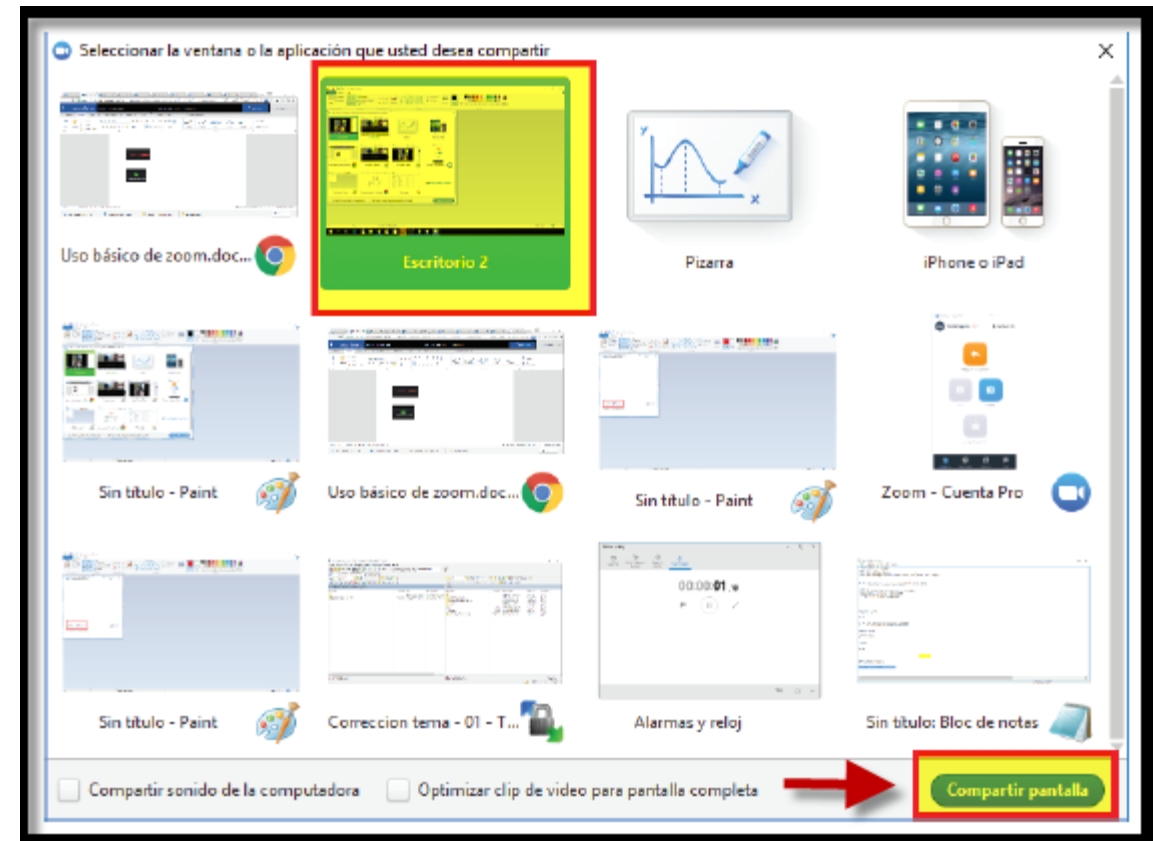 Seleccionar la ventana o la aplicación que usted desea compartir
Uso básico de zoom.doc...
Escritorio 2
Pizarra
iPhone o iPad
Sin título - Paint
Uso básico de zoom.doc...
Sin título - Paint
Zoom - Cuenta Pro
00:00:01
Sin título - Paint
Correccion tema - 01 - T...
Alarmas y reloj
Sin título: Bloc de notas
Compartir sonido de la computadora
Optimizar clip de video para pantalla completa
Compartir pantalla